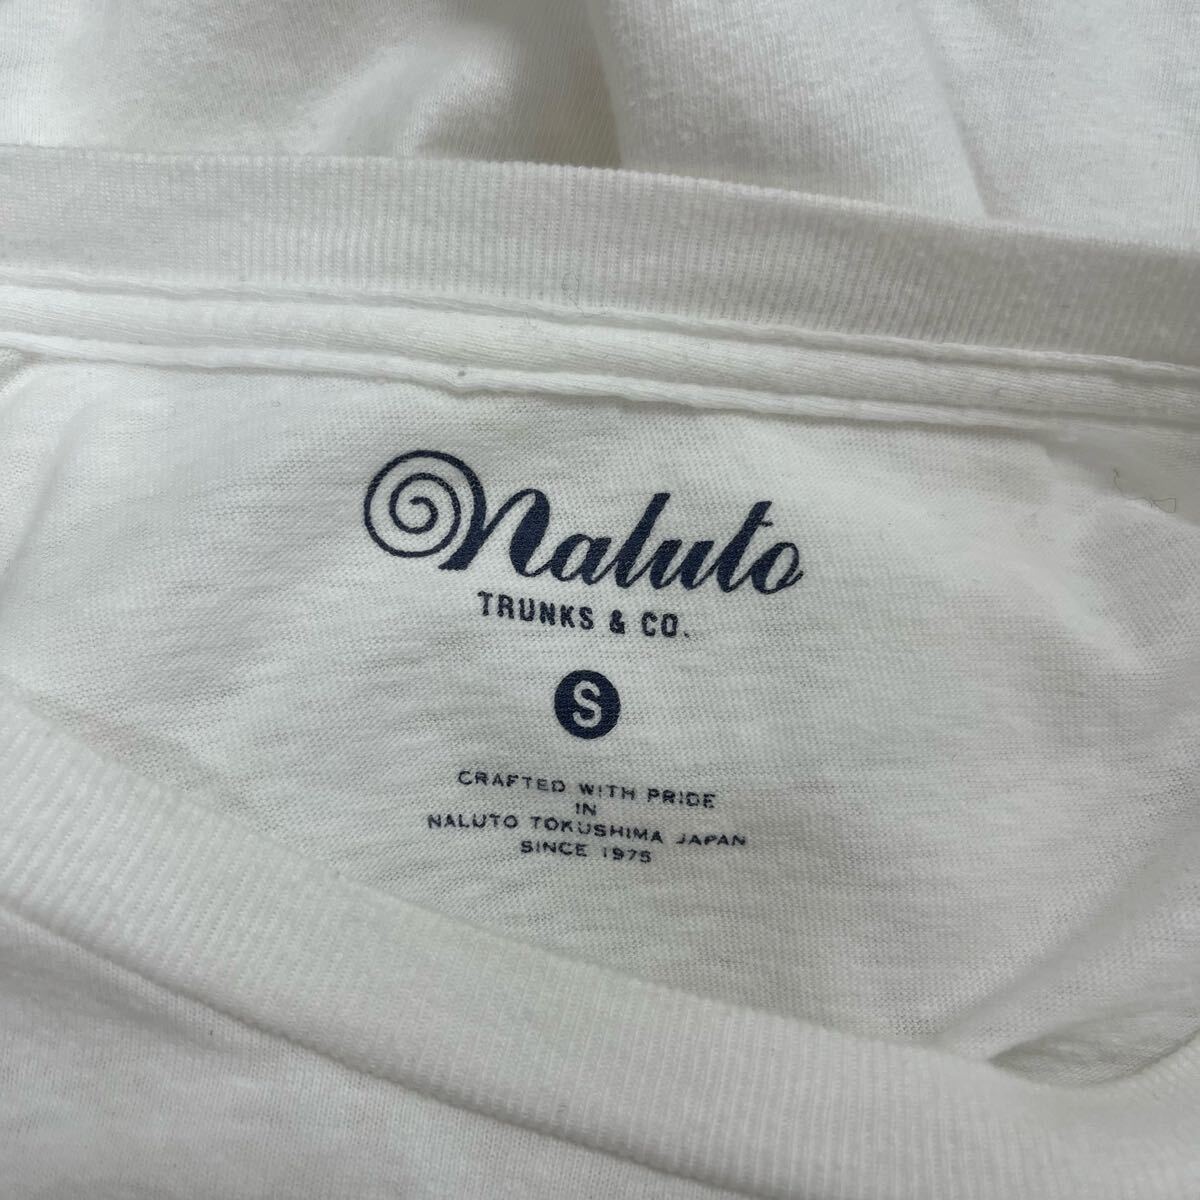 Naluto
TRUNKS & CO.
S
CRAFTED WITH PRIDE
IN
NALUTO TOKUSHIMA JAPAN
SINCE 1975